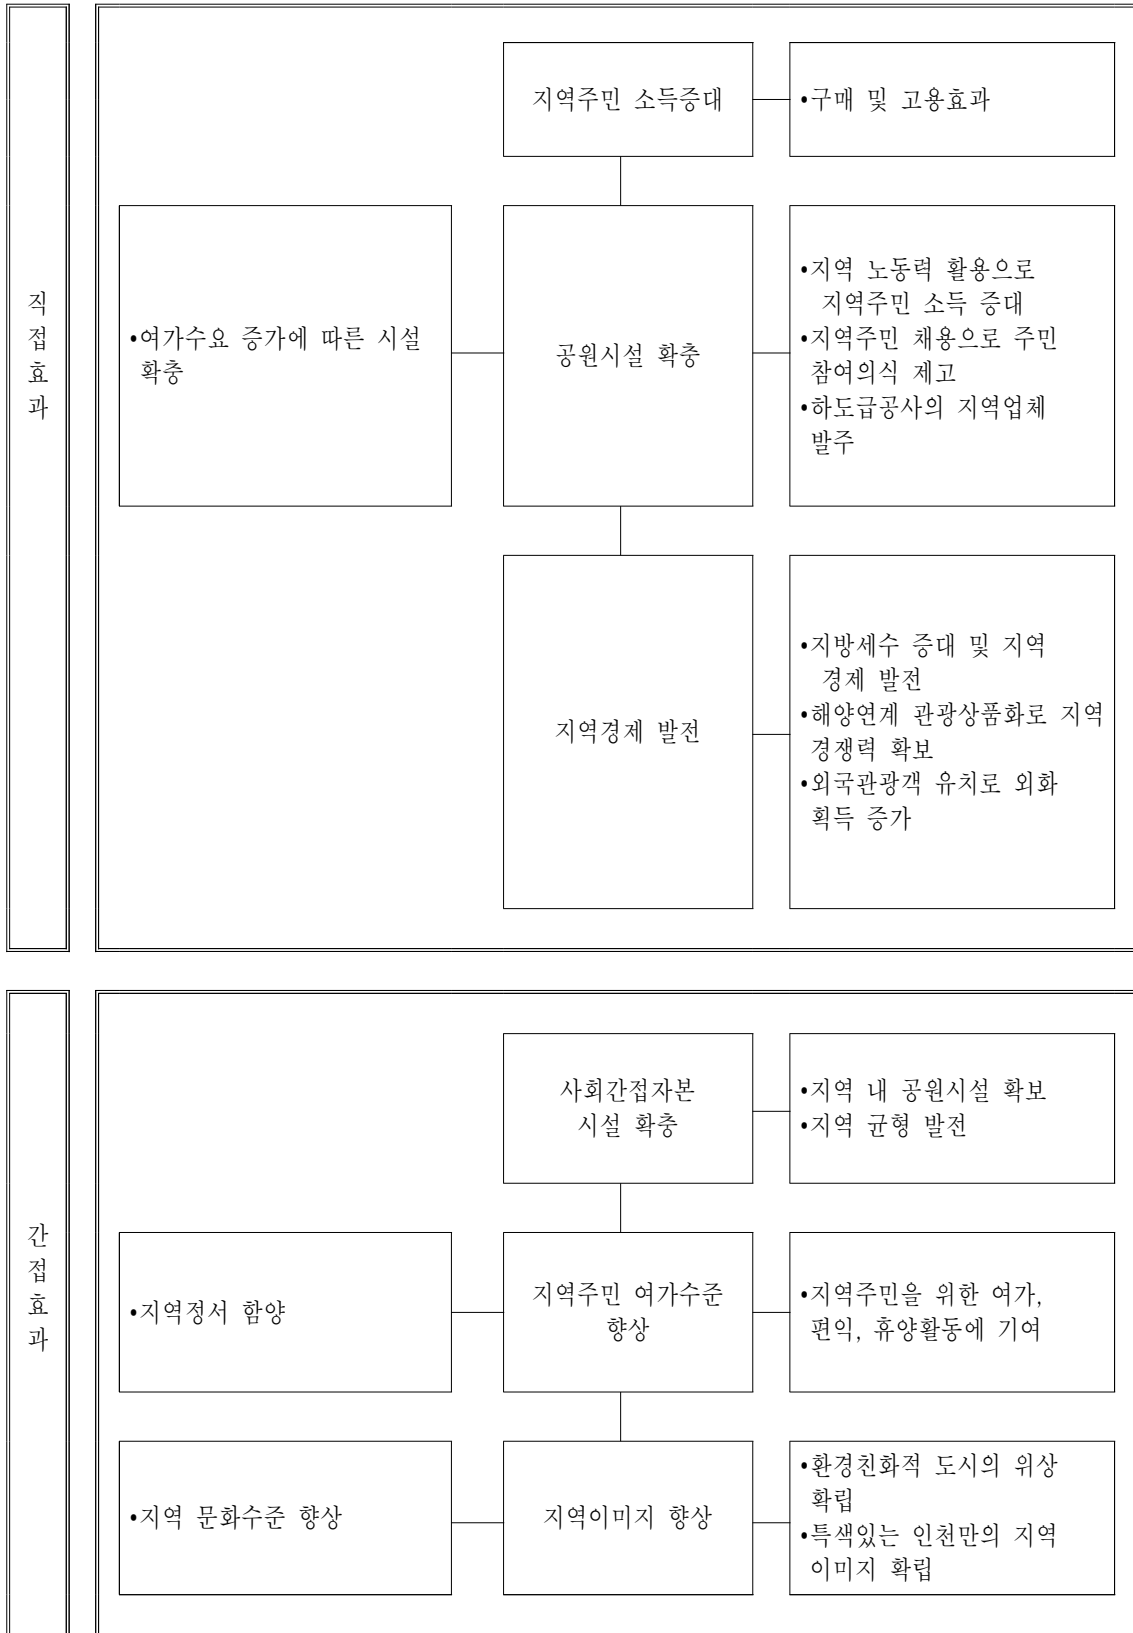 직
접
효
과
지역주민 소득증대
•구매 및 고용효과
•여가수요 증가에 따른 시설
확충
공원시설 확충
•지역 노동력 활용으로
지역주민 소득 증대
•지역주민 채용으로 주민
참여의식 제고
•하도급공사의 지역업체
발주
지역경제 발전
•지방세수 증대 및 지역
경제 발전
•해양연계 관광상품화로 지역
경쟁력 확보
•외국관광객 유치로 외화
획득 증가
간
접
효
과
사회간접자본
시설 확충
•지역 내 공원시설 확보
•지역 균형 발전
•지역정서 함양
지역주민 여가수준
향상
•지역주민을 위한 여가,
편익, 휴양활동에 기여
•지역 문화수준 향상
지역이미지 향상
•환경친화적 도시의 위상
확립
•특색있는 인천만의 지역
이미지 확립